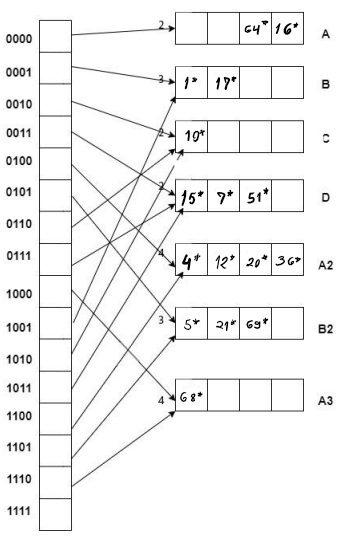 0000 2 64* 16* A
0001 3 1* 17* B
0010 2 10* C
0011 2 15* 7* 51* D
0100 4 4* 12* 20* 36* A2
0101 3 5* 21* 69* B2
0110
0111
1000 4 68* A3
1001
1010
1011
1100
1101
1110
1111